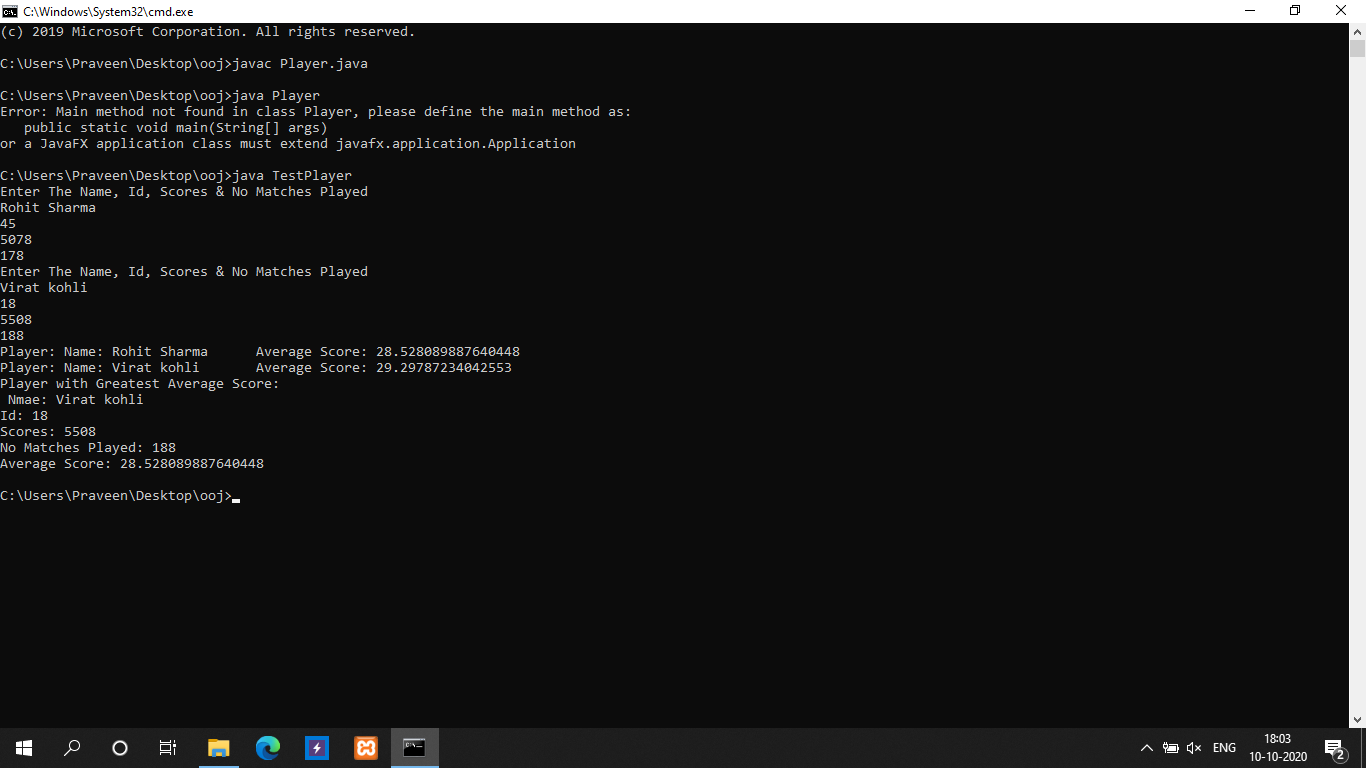 C:\Windows\System32\cmd.exe
(c) 2019 Microsoft Corporation. All rights reserved.
C:\Users\Praveen\Desktop\ooj>javac Player.java
C:\Users\Praveen\Desktop\ooj>java Player
Error: Main method not found in class Player, please define the main method as:
   public static void main(String[] args)
or a JavaFX application class must extend javafx.application.Application
C:\Users\Praveen\Desktop\ooj>java TestPlayer
Enter The Name, Id, Scores & No Matches Played
Rohit Sharma
45
5078
178
Enter The Name, Id, Scores & No Matches Played
Virat kohli
18
5508
188
Player: Name: Rohit Sharma      Average Score: 28.528089887640448
Player: Name: Virat kohli       Average Score: 29.29787234042553
Player with Greatest Average Score:
 Nmae: Virat kohli
Id: 18
Scores: 5508
No Matches Played: 188
Average Score: 28.528089887640448
C:\Users\Praveen\Desktop\ooj>
ENG
18:03
10-10-2020
2